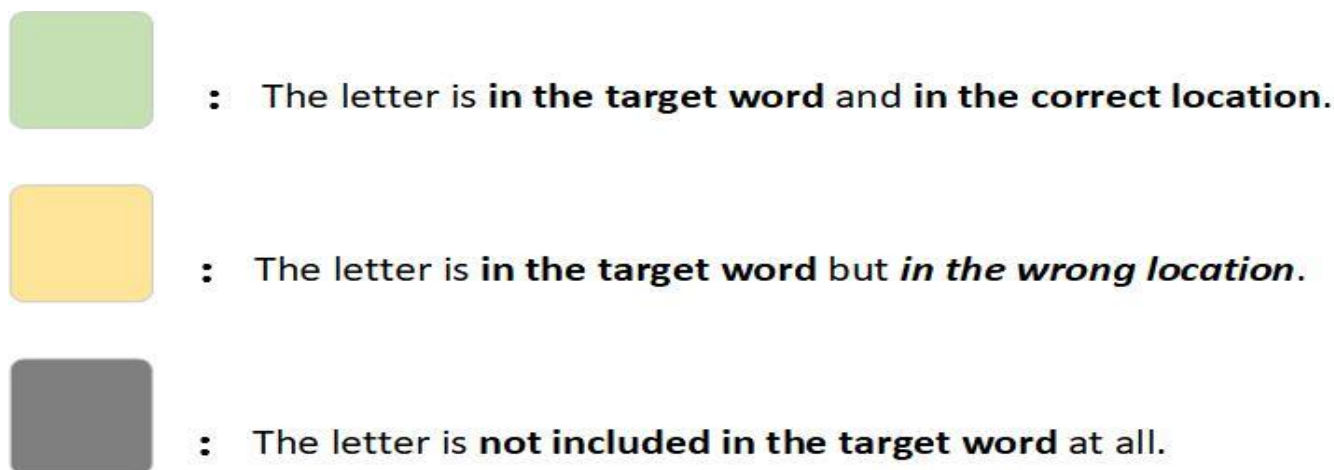 : The letter is in the target word and in the correct location.
: The letter is in the target word but in the wrong location.
: The letter is not included in the target word at all.